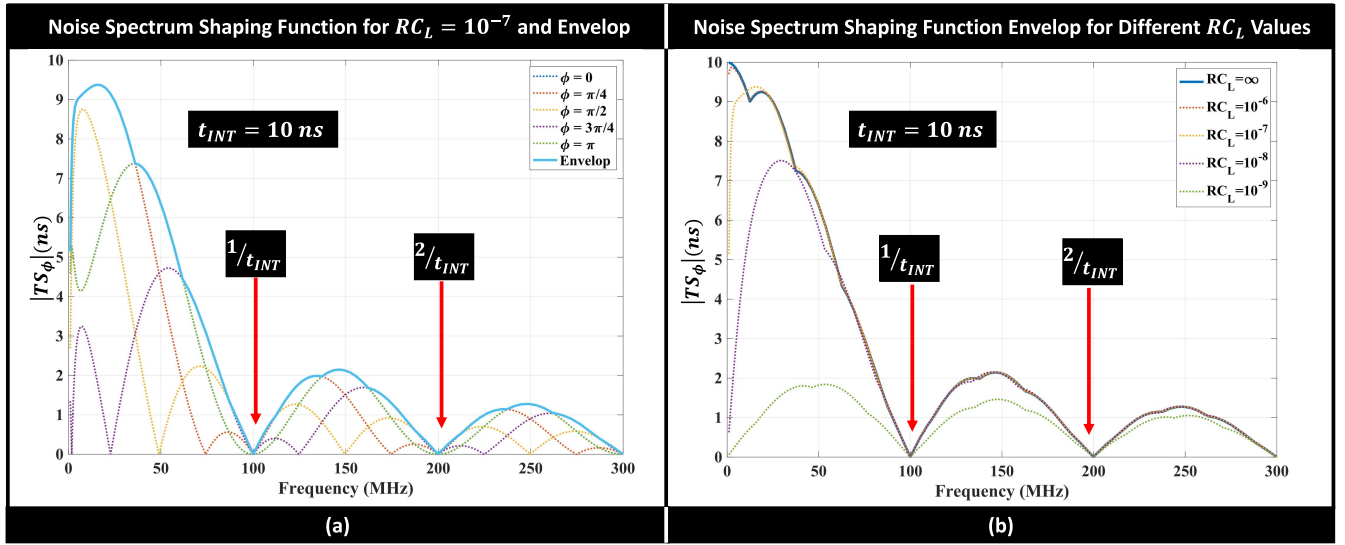 Noise Spectrum Shaping Function for RC_L = 10^−7 and Envelop
10
9
8
7
6
5
4
3
2
1
0
|TS_ϕ|(ns)
t_INT = 10 ns
ϕ = 0
ϕ = π/4
ϕ = π/2
ϕ = 3π/4
ϕ = π
Envelop
1/t_INT
2/t_INT
0 50 100 150 200 250 300
Frequency (MHz)
(a)
Noise Spectrum Shaping Function Envelop for Different RC_L Values
10
9
8
7
6
5
4
3
2
1
0
|TS_ϕ|(ns)
t_INT = 10 ns
RC_L=∞
RC_L=10^-6
RC_L=10^-7
RC_L=10^-8
RC_L=10^-9
1/t_INT
2/t_INT
0 50 100 150 200 250 300
Frequency (MHz)
(b)